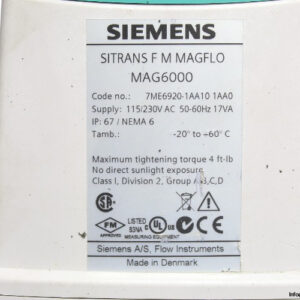 SIEMENS
SITRANS F M MAGFLO
MAG6000
Code no.: 7ME6920-1AA10 1AA0
Supply: 115/230V AC 50-60Hz 17VA
IP: 67 / NEMA 6
Tamb.: -20° to +60° C
Maximum tightening torque 4 ft-lb
No direct sunlight exposure
Class I, Division 2, Group A,B,C,D
LISTED
83NA
MEASURING EQUIPMENT
FM
APPROVED
Siemens A/S, Flow Instruments
Made in Denmark